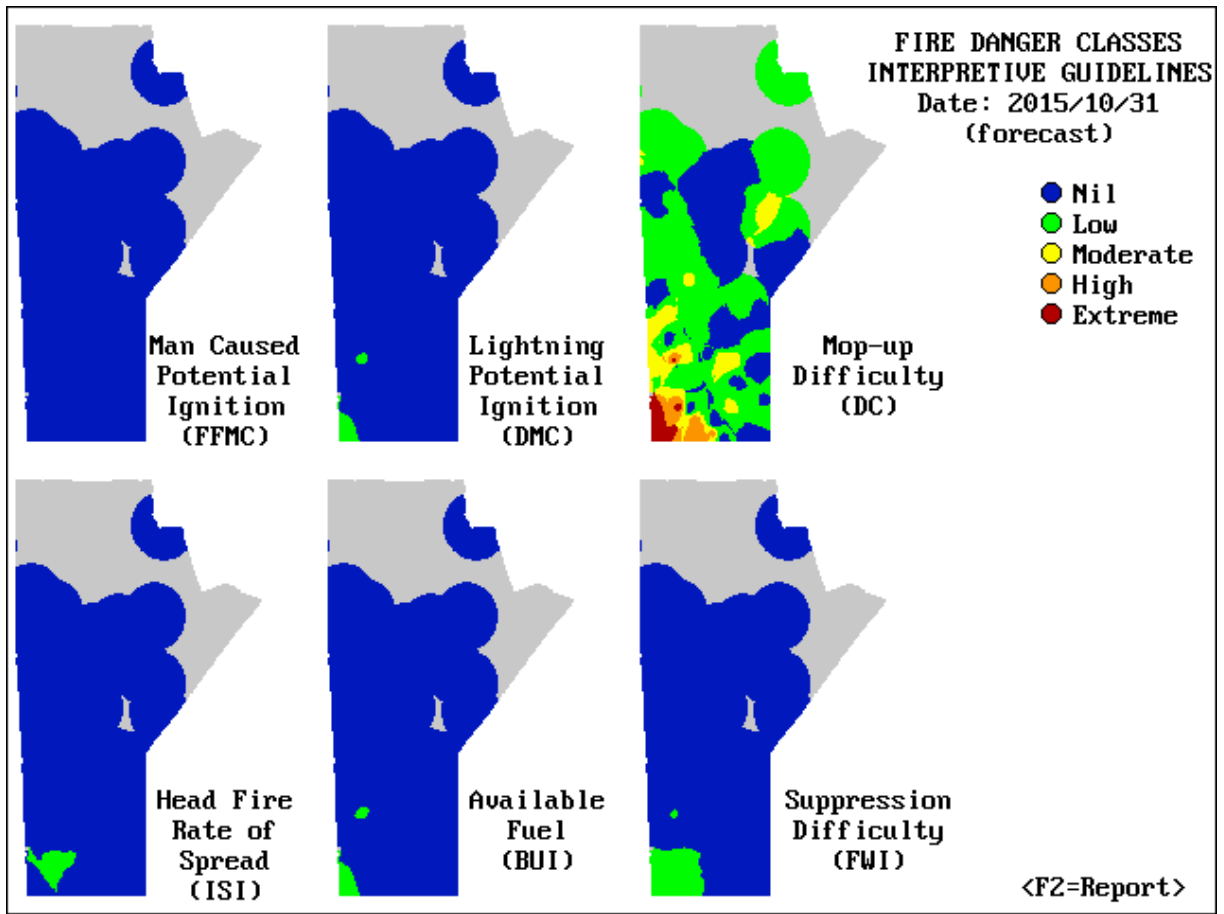 FIRE DANGER CLASSES
INTERPRETIVE GUIDELINES
Date: 2015/10/31
(forecast)
Nil
Low
Moderate
High
Extreme
Man Caused
Potential
Ignition
(FFMC)
Lightning
Potential
Ignition
(DMC)
Mop-up
Difficulty
(DC)
Head Fire
Rate of
Spread
(ISI)
Available
Fuel
(BUI)
Suppression
Difficulty
(FWI)
<F2=Report>